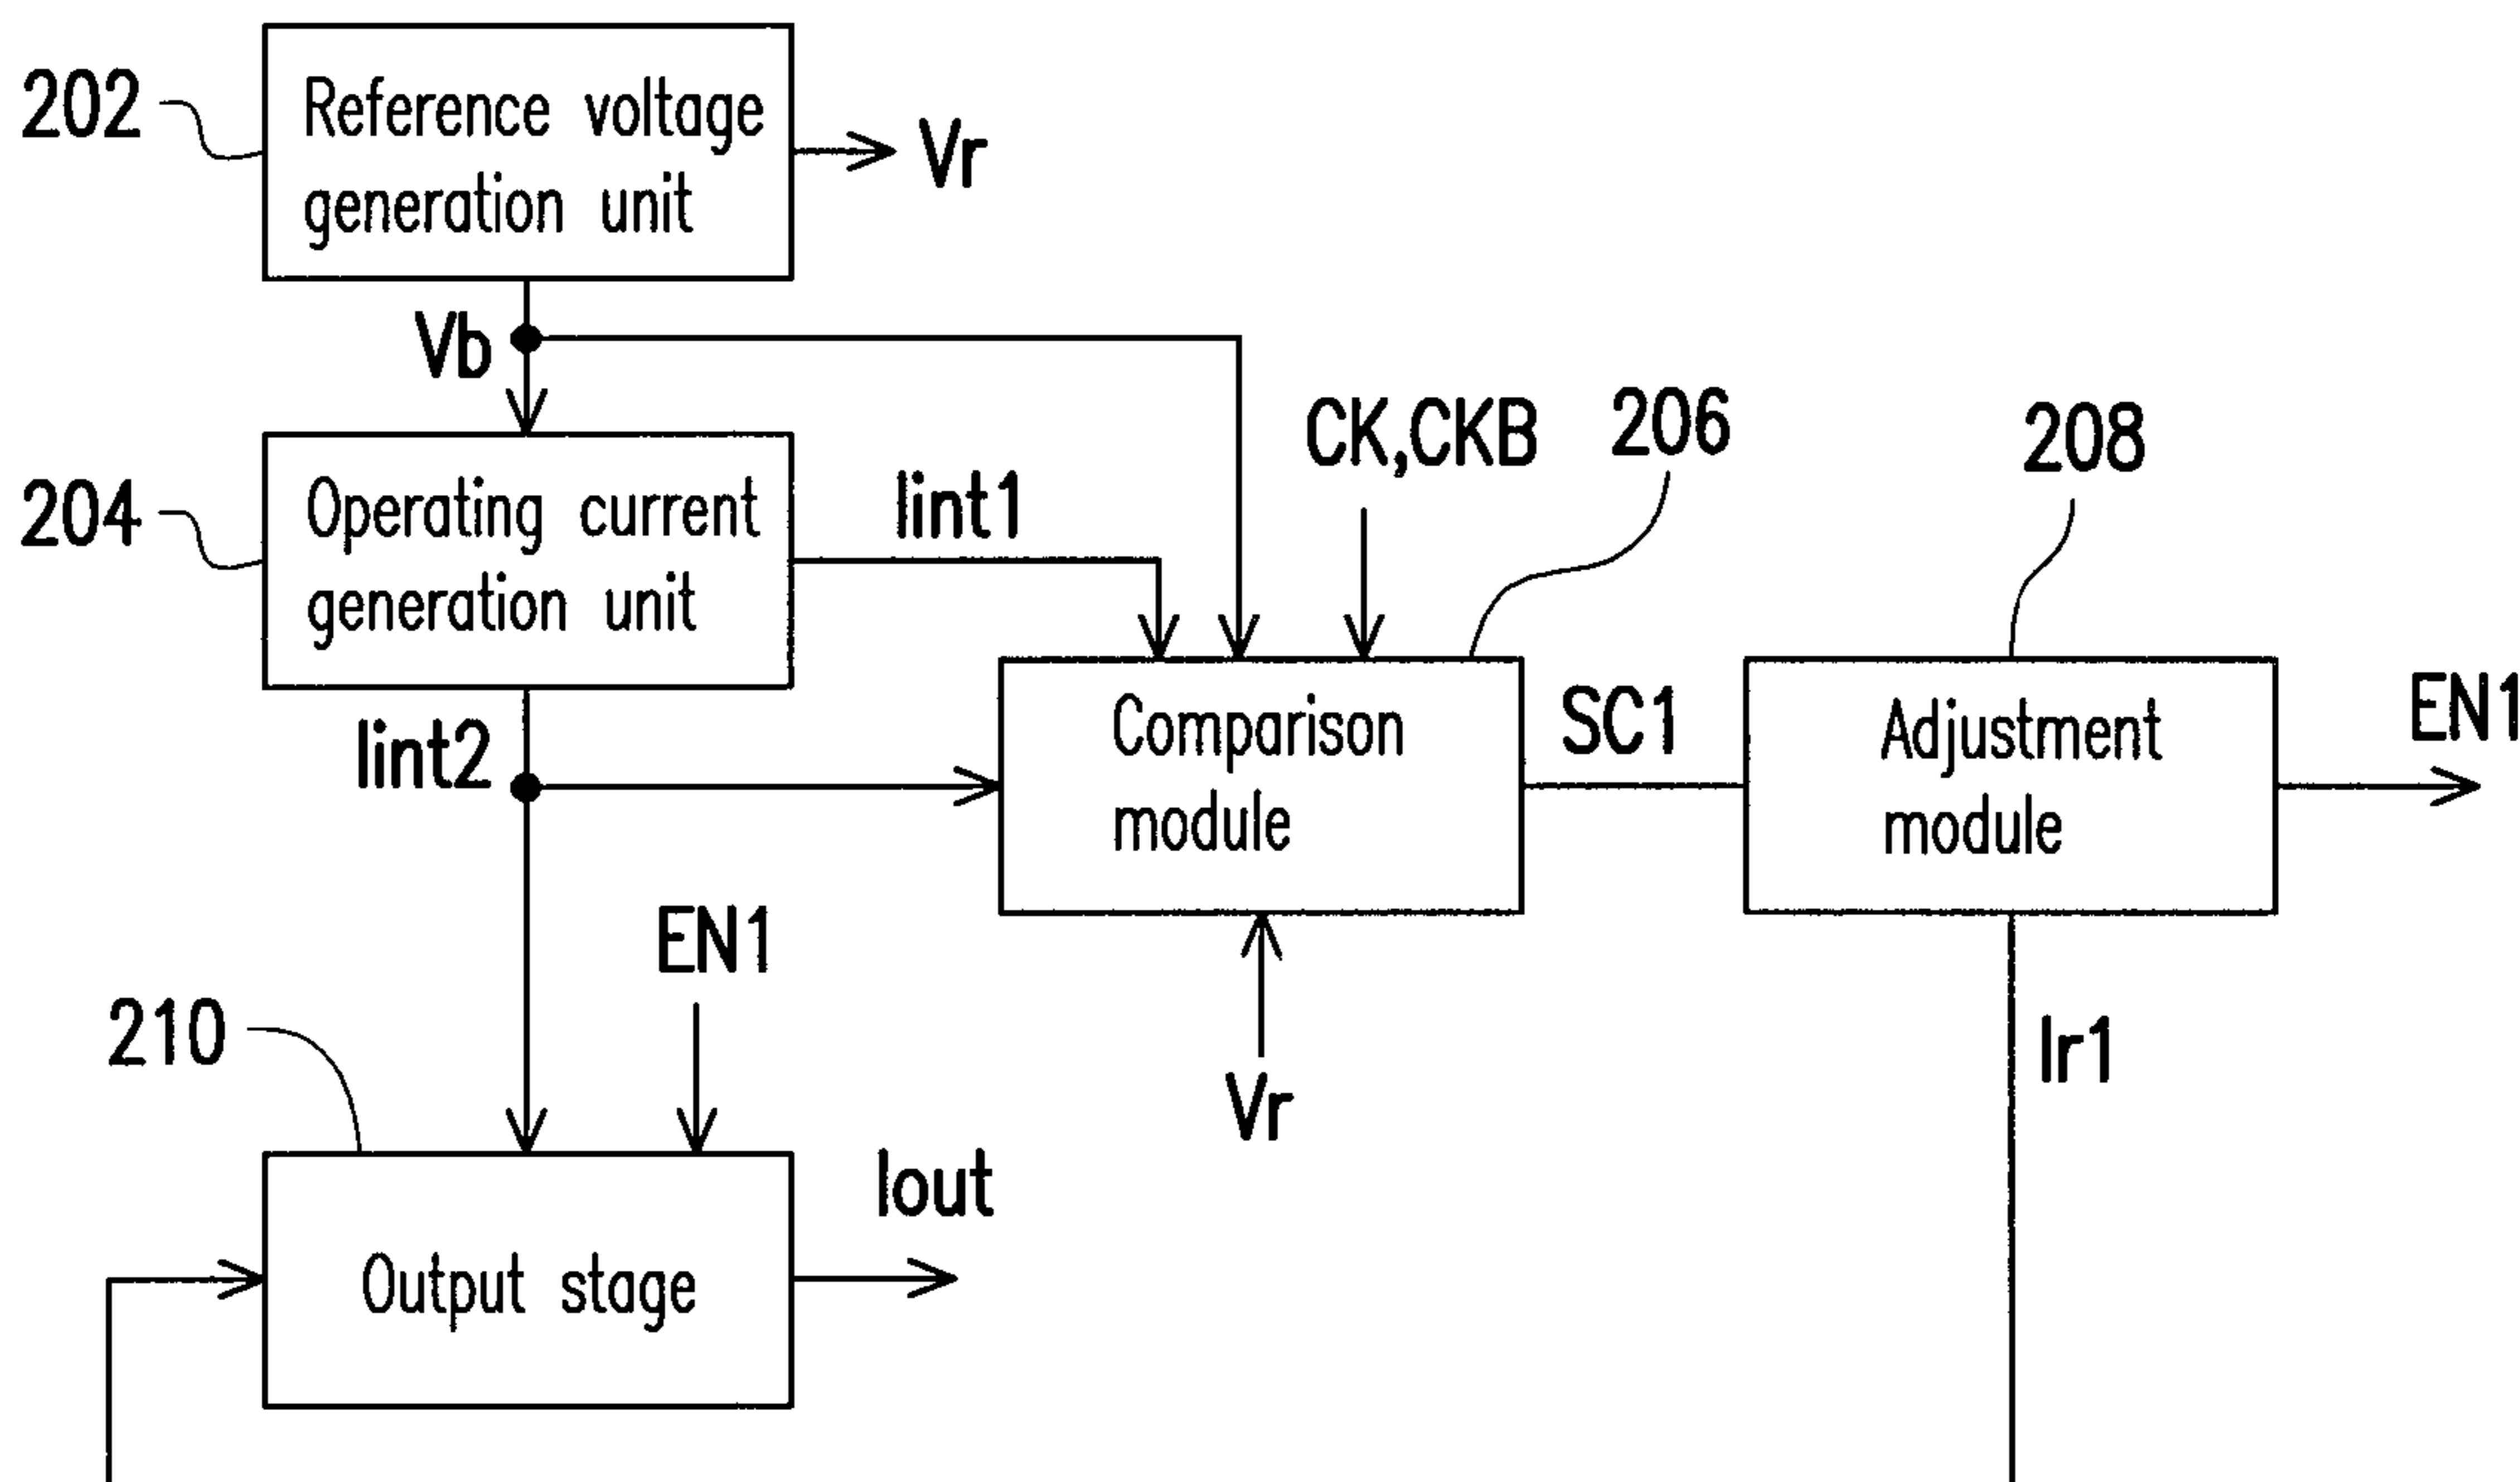 202
Reference voltage
generation unit
Vr
Vb
204
Operating current
generation unit
Iint1
CK,CKB
206
208
Iint2
Comparison
module
SC1
Adjustment
module
EN1
EN1
210
Vr
Ir1
Output stage
Iout